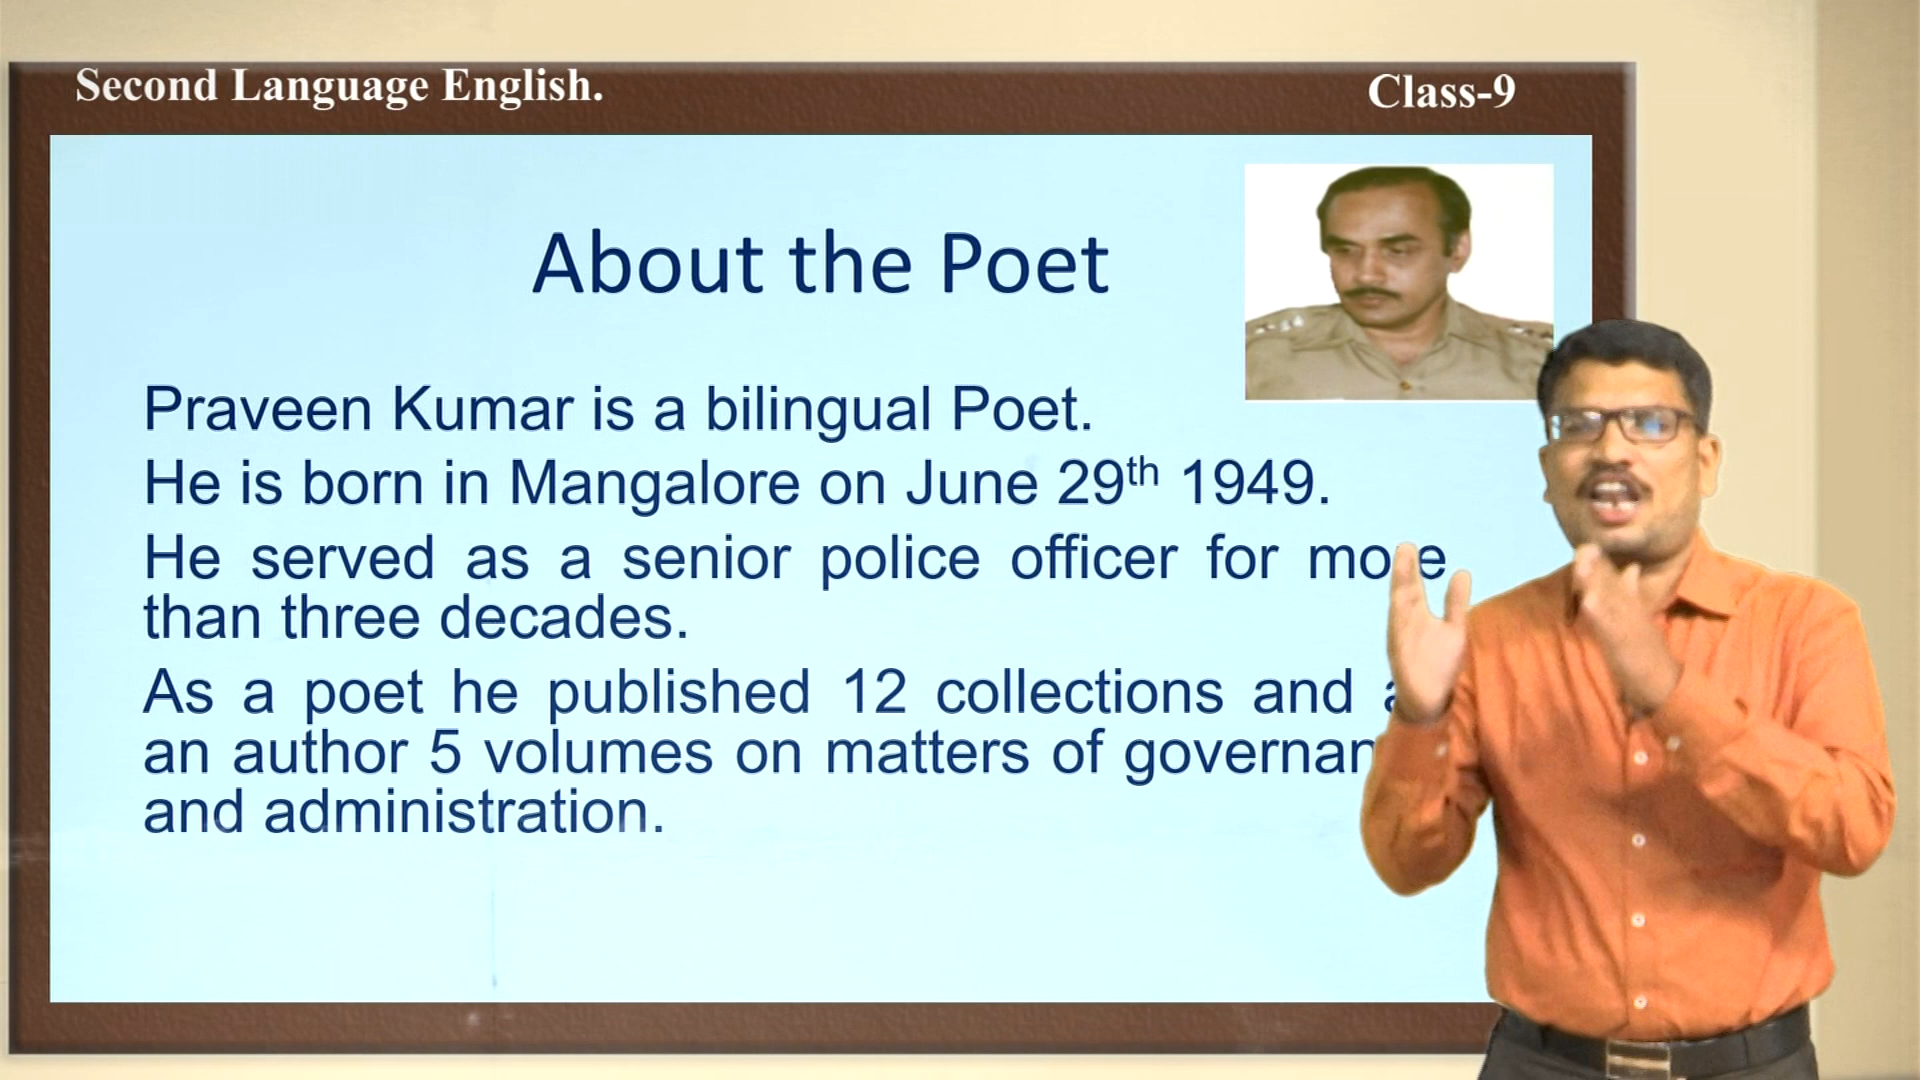 Second Language English.
Class-9
About the Poet
Praveen Kumar is a bilingual Poet.
He is born in Mangalore on June 29th 1949.
He served as a senior police officer for more
than three decades.
As a poet he published 12 collections and
an author 5 volumes on matters of
and administration.